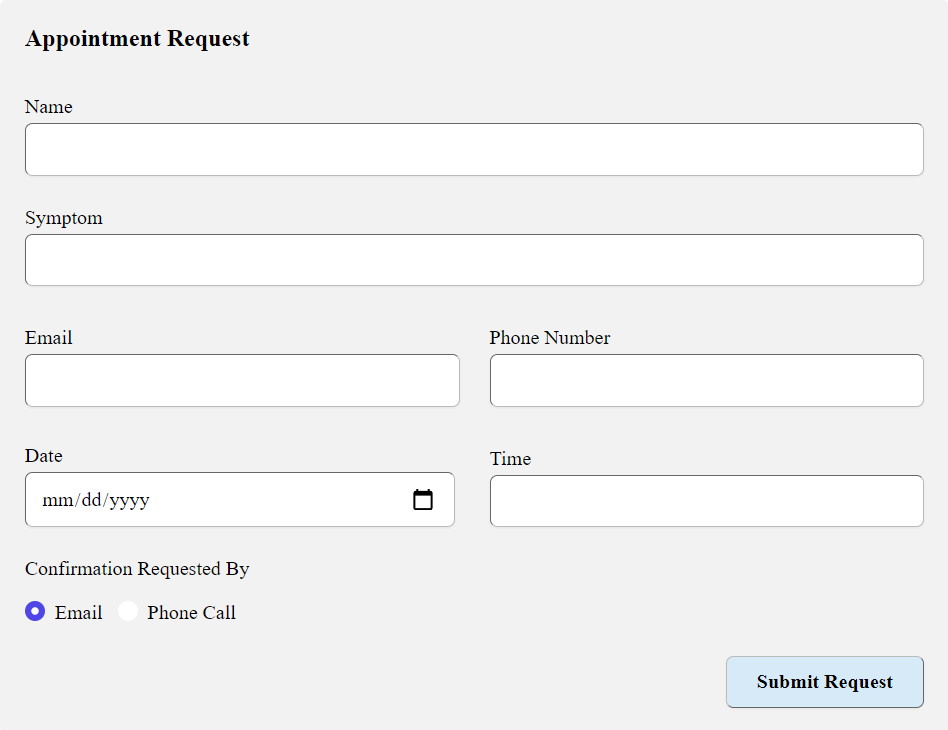 Appointment Request
Name
Symptom
Email
Phone Number
Date
Time
mm/dd/yyyy
Confirmation Requested By
Email
Phone Call
Submit Request